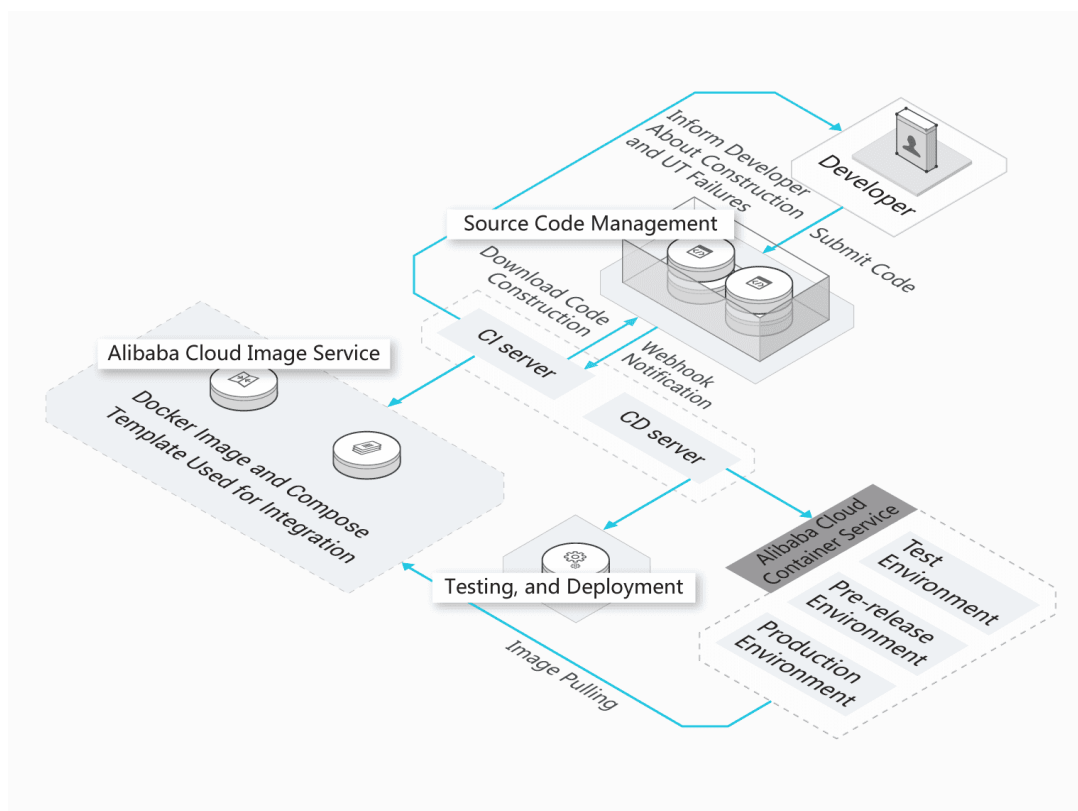 Inform Developer
About Construction
and UT Failures
Developer
Submit Code
Source Code Management
Download Code
Construction
CI server
Webhook
Notification
Alibaba Cloud Image Service
Docker Image and Compose
Template Used for Integration
CD server
Alibaba Cloud
Container Service
Test
Environment
Pre-release
Environment
Production
Environment
Testing, and Deployment
Image Pulling